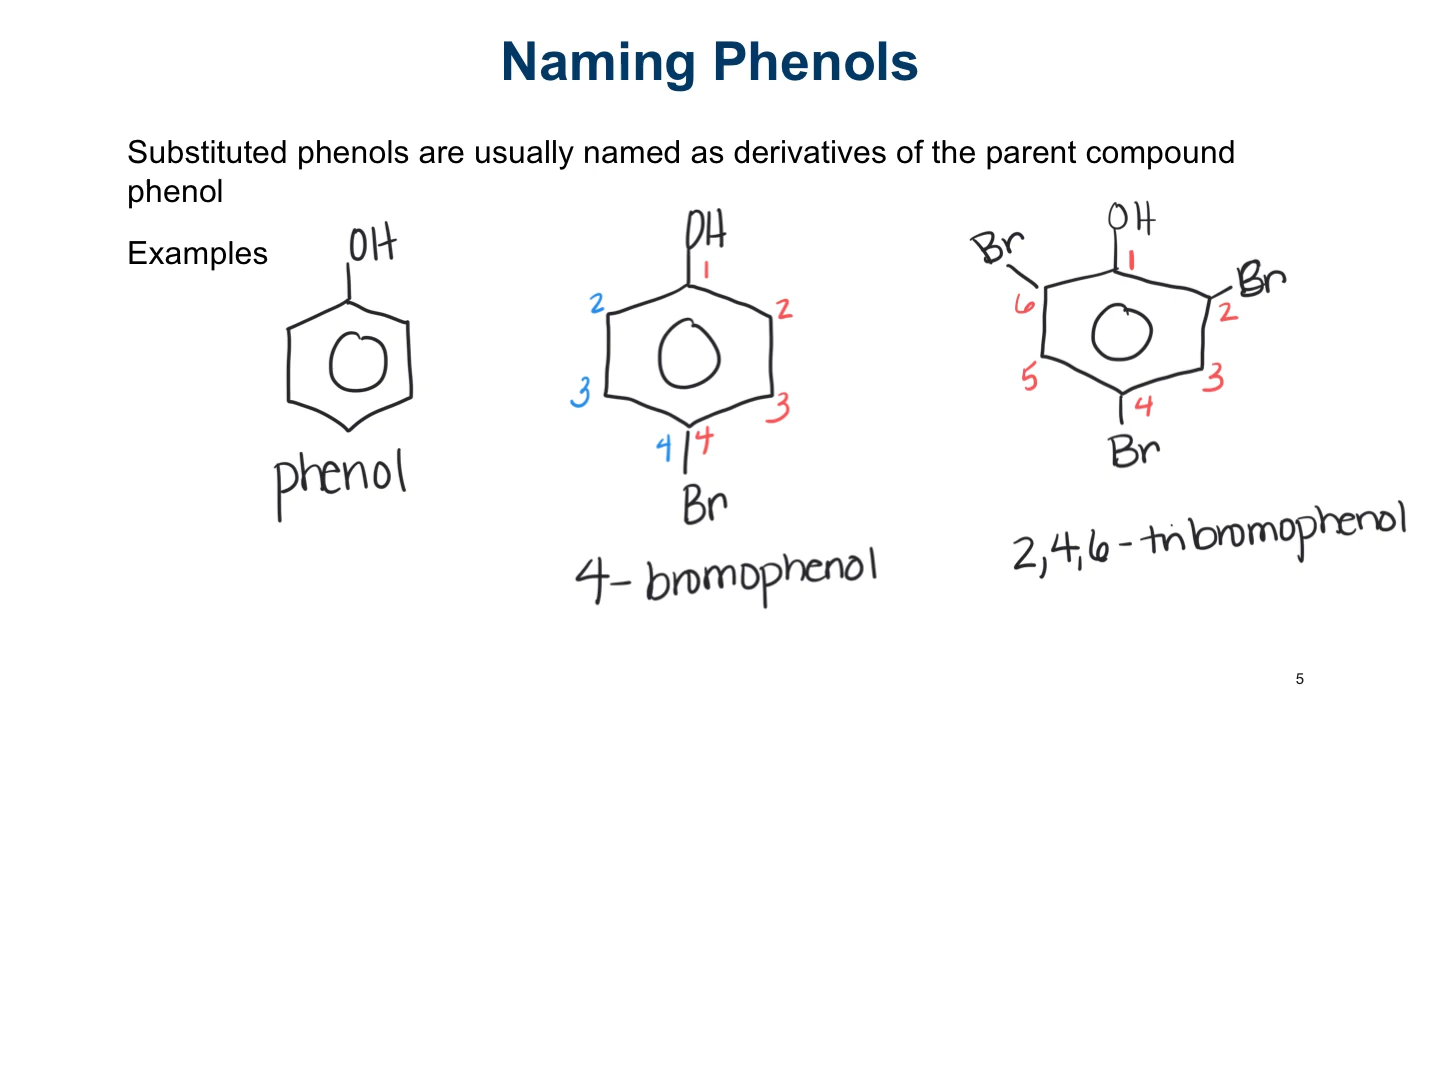 Naming Phenols
Substituted phenols are usually named as derivatives of the parent compound
phenol
Examples
OH
phenol
OH
1
2
2
3
3
4
4
Br
4-bromophenol
OH
Br
1
Br
6
2
5
3
4
Br
2,4,6-tribromophenol
5